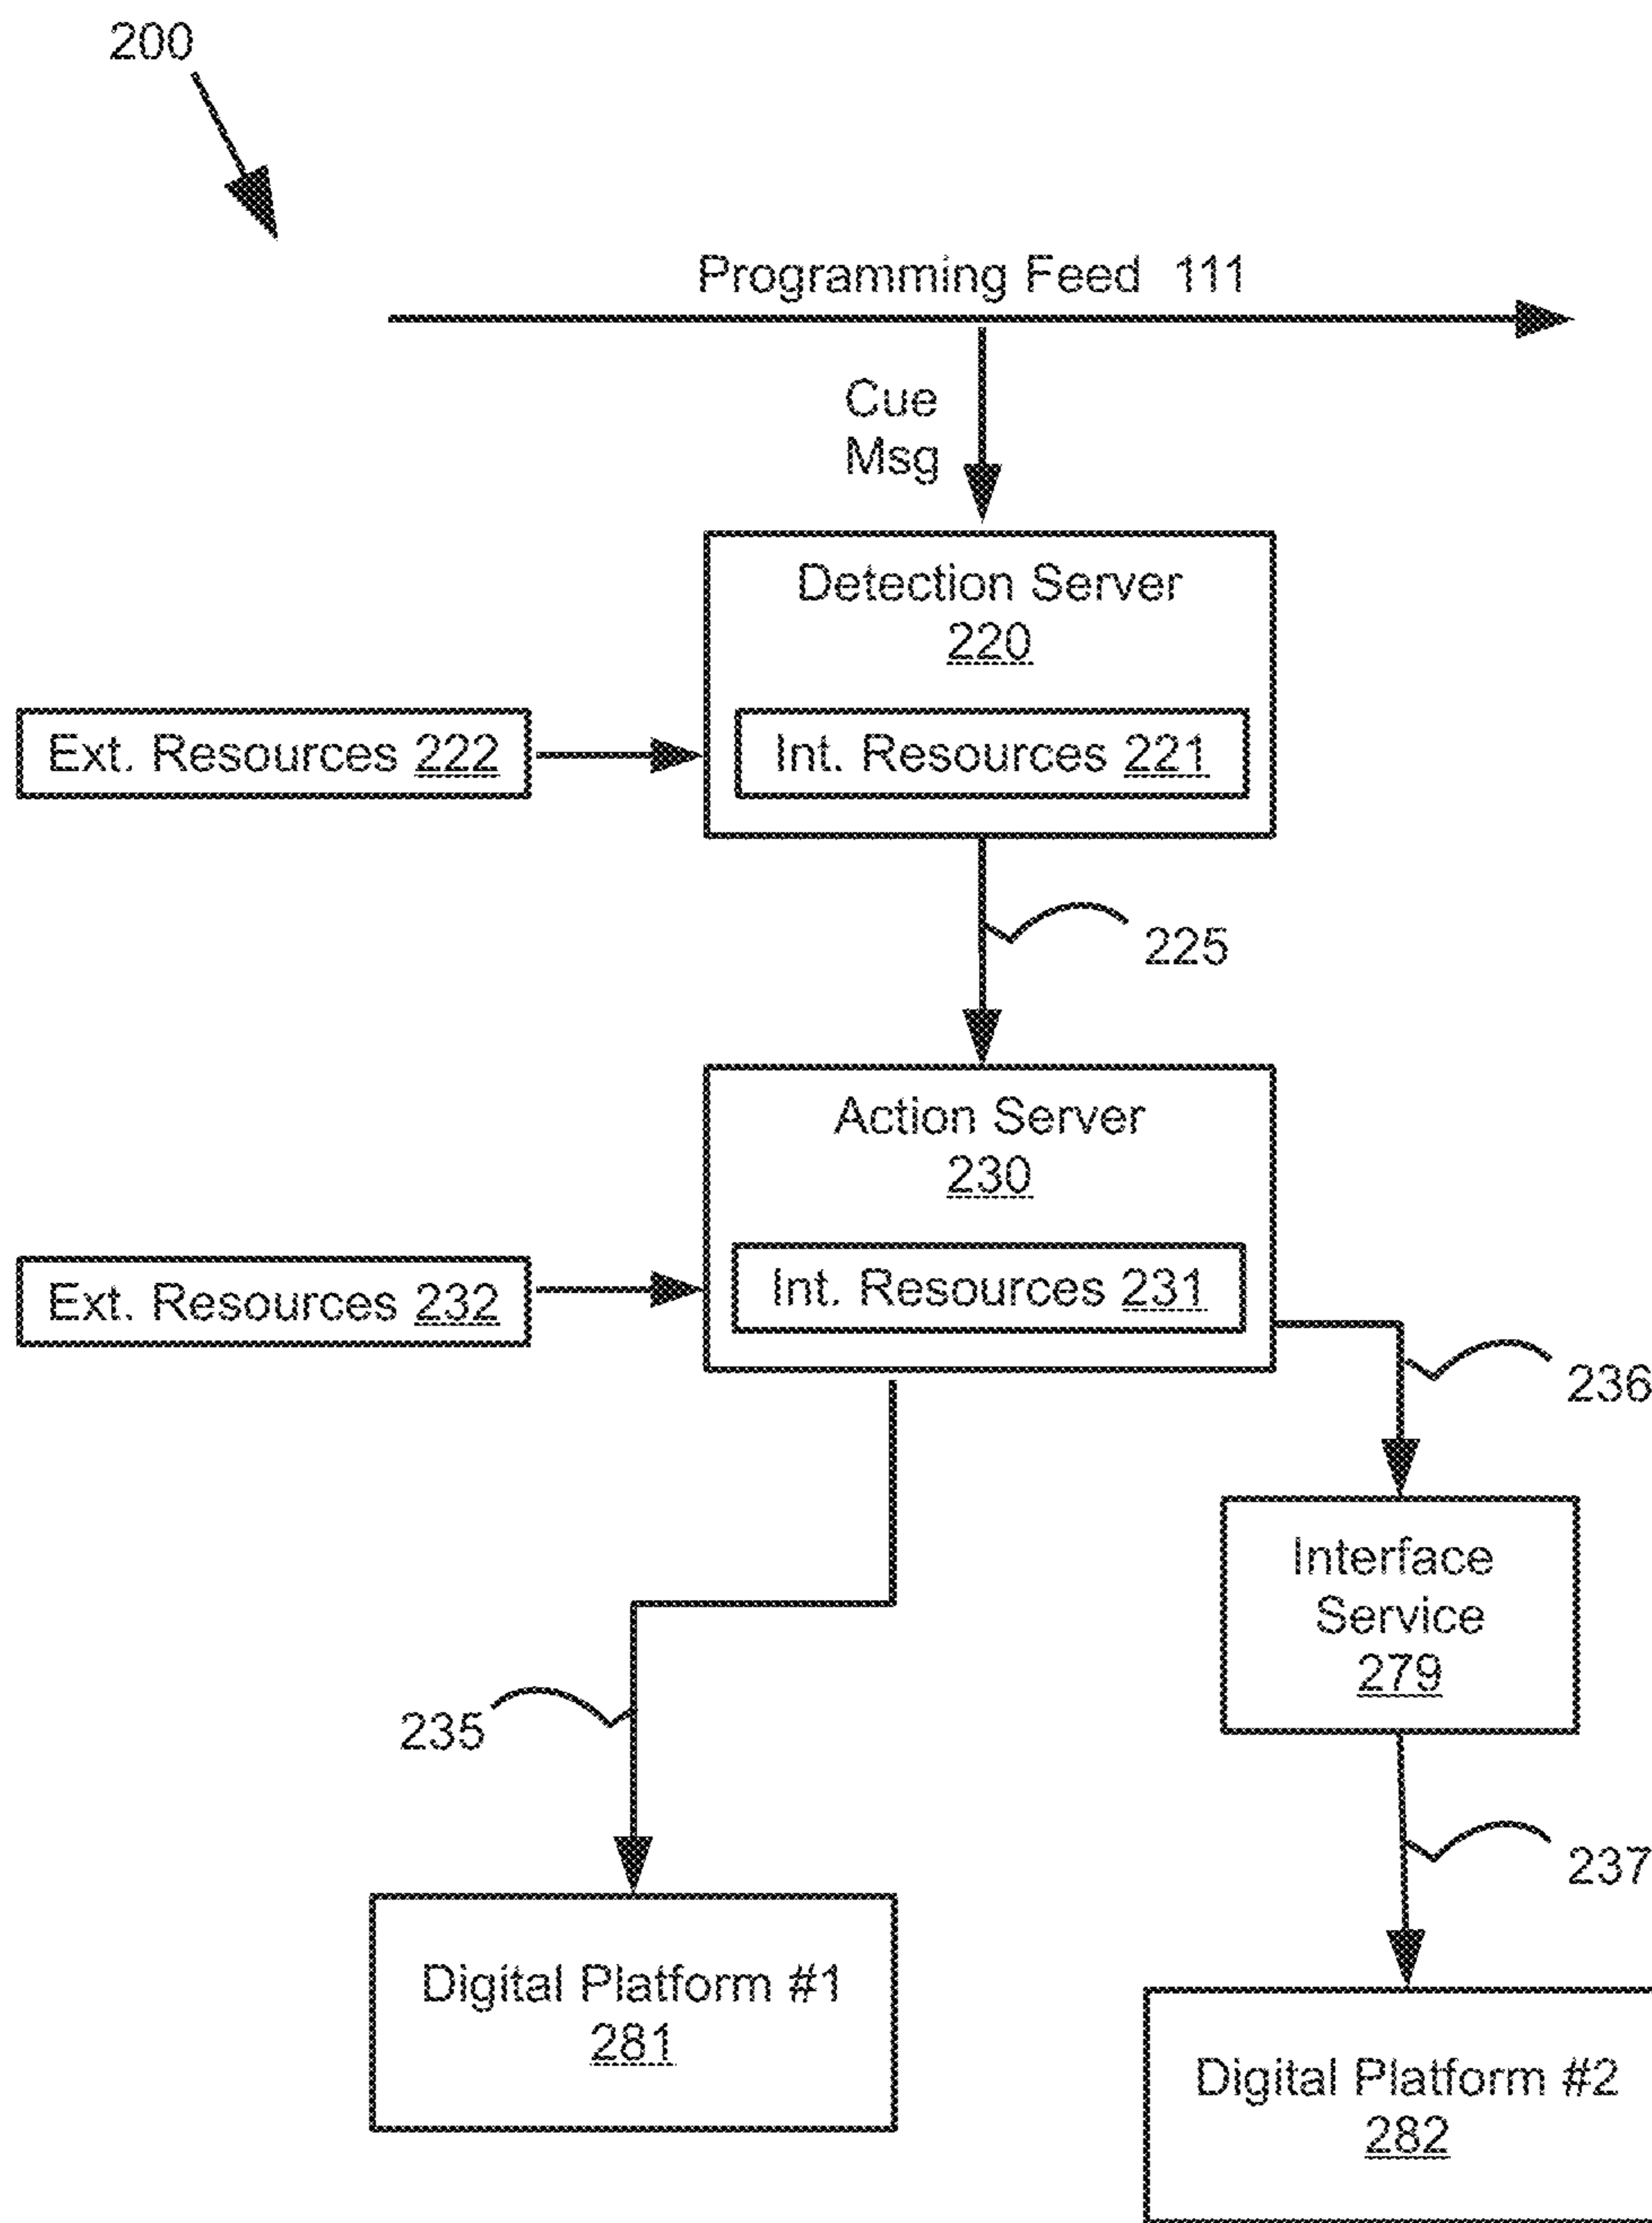 200
Programming Feed 111
Cue
Msg
Detection Server
220
Ext. Resources 222
Int. Resources 221
225
Action Server
230
Ext. Resources 232
Int. Resources 231
236
Interface
Service
279
235
237
Digital Platform #1
281
Digital Platform #2
282